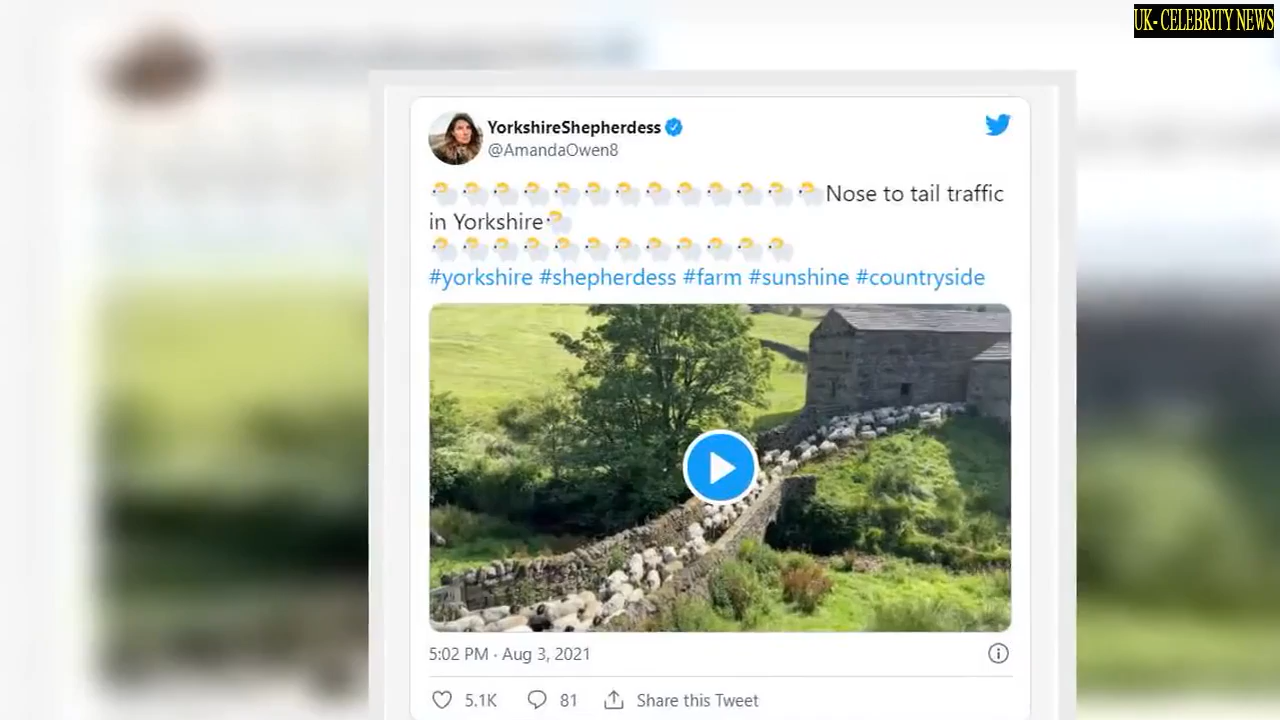 UK- CELEBRITY NEWS
YorkshireShepherdess
@AmandaOwen8
🌥🌥🌥🌥🌥🌥🌥🌥🌥🌥🌥🌥🌥Nose to tail traffic
in Yorkshire🌥
🌥🌥🌥🌥🌥🌥🌥🌥🌥🌥🌥🌥
#yorkshire #shepherdess #farm #sunshine #countryside
5:02 PM · Aug 3, 2021
5.1K 81 Share this Tweet